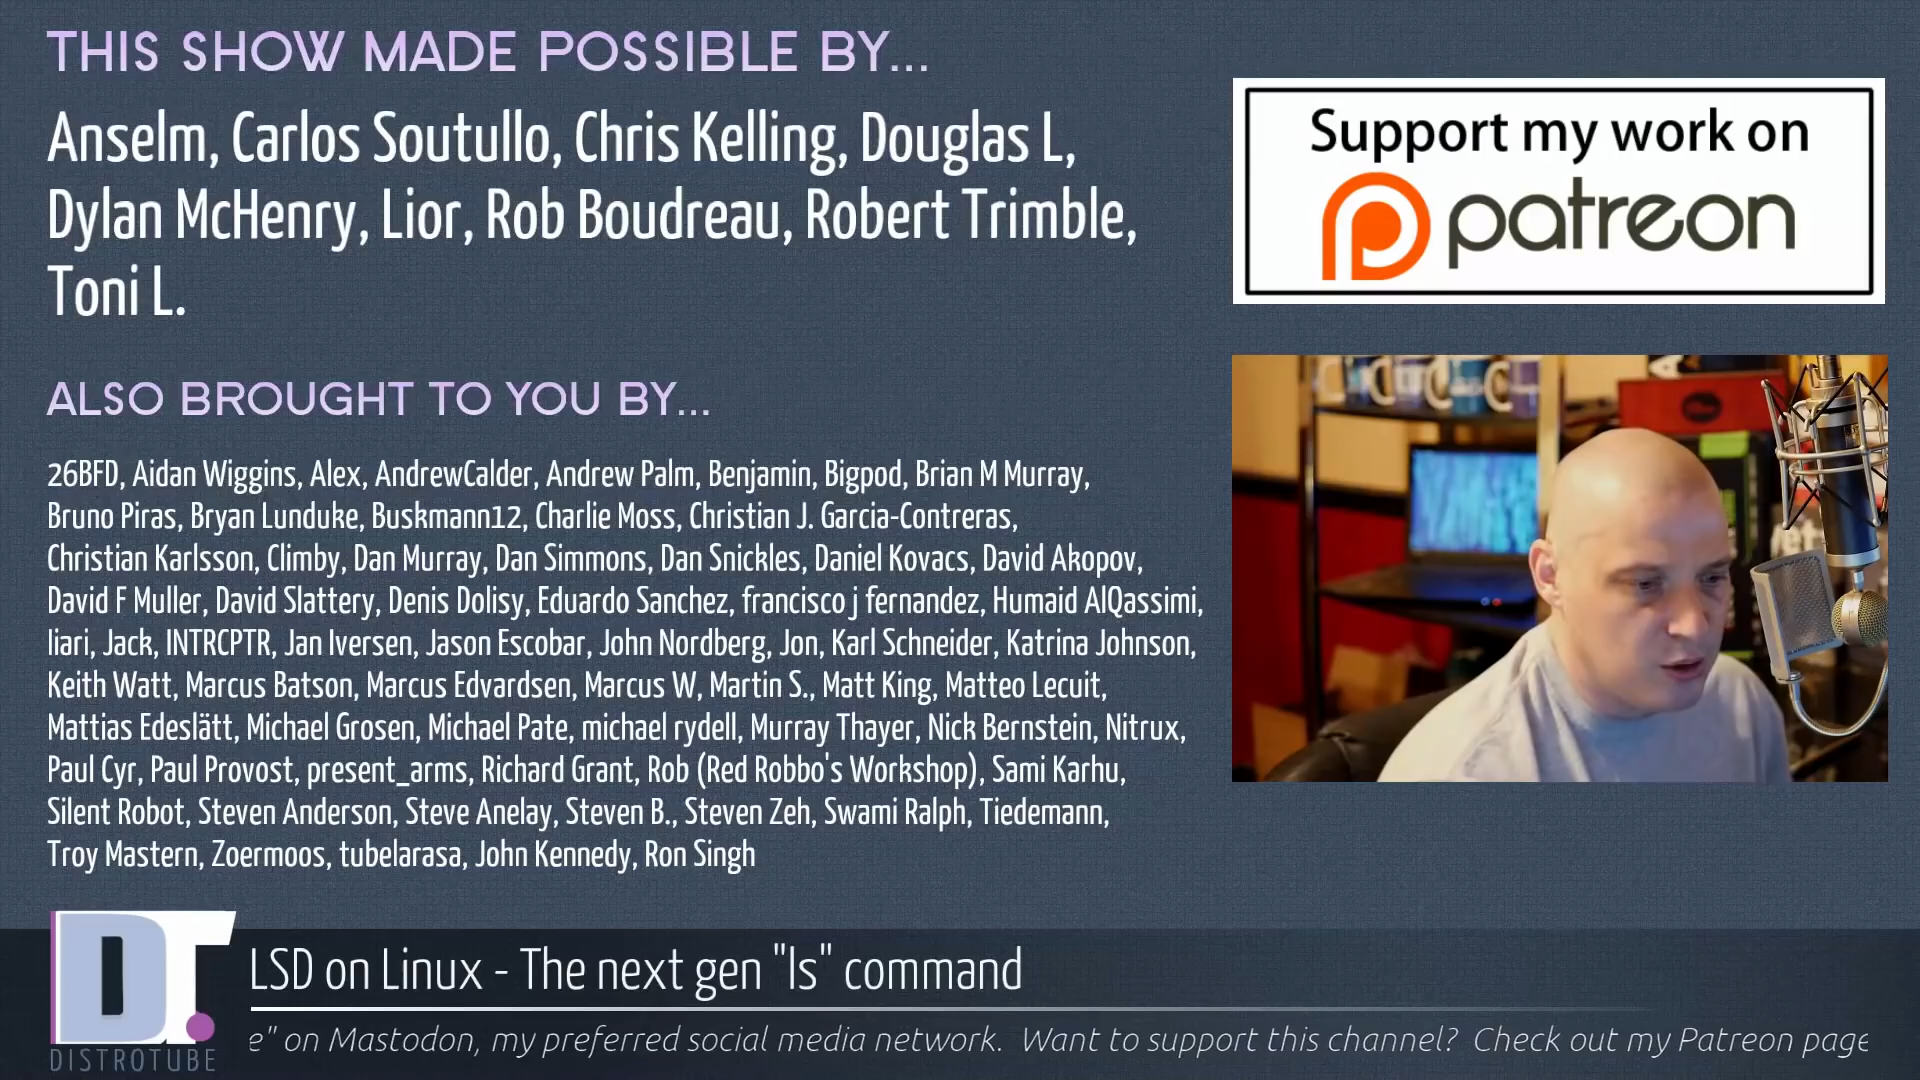 THIS SHOW MADE POSSIBLE BY...
Anselm, Carlos Soutullo, Chris Kelling, Douglas L,
Dylan McHenry, Lior, Rob Boudreau, Robert Trimble,
Toni L.
Support my work on
patreon
ALSO BROUGHT TO YOU BY...
26BFD, Aidan Wiggins, Alex, AndrewCalder, Andrew Palm, Benjamin, Bigpod, Brian M Murray,
Bruno Piras, Bryan Lunduke, Buskmann12, Charlie Moss, Christian J. Garcia-Contreras,
Christian Karlsson, Climby, Dan Murray, Dan Simmons, Dan Snickles, Daniel Kovacs, David Akopov,
David F Muller, David Slattery, Denis Dolisy, Eduardo Sanchez, francisco j fernandez, Humaid AlQassimi,
Iiari, Jack, INTRCPTR, Jan Iversen, Jason Escobar, John Nordberg, Jon, Karl Schneider, Katrina Johnson,
Keith Watt, Marcus Batson, Marcus Edvardsen, Marcus W, Martin S., Matt King, Matteo Lecuit,
Mattias Edeslätt, Michael Grosen, Michael Pate, michael rydell, Murray Thayer, Nick Bernstein, Nitrux,
Paul Cyr, Paul Provost, present_arms, Richard Grant, Rob (Red Robbo's Workshop), Sami Karhu,
Silent Robot, Steven Anderson, Steve Anelay, Steven B., Steven Zeh, Swami Ralph, Tiedemann,
Troy Mastern, Zoermoos, tubelarasa, John Kennedy, Ron Singh
DT.
DISTROTUBE
LSD on Linux - The next gen "ls" command
e" on Mastodon, my preferred social media network. Want to support this channel? Check out my Patreon page